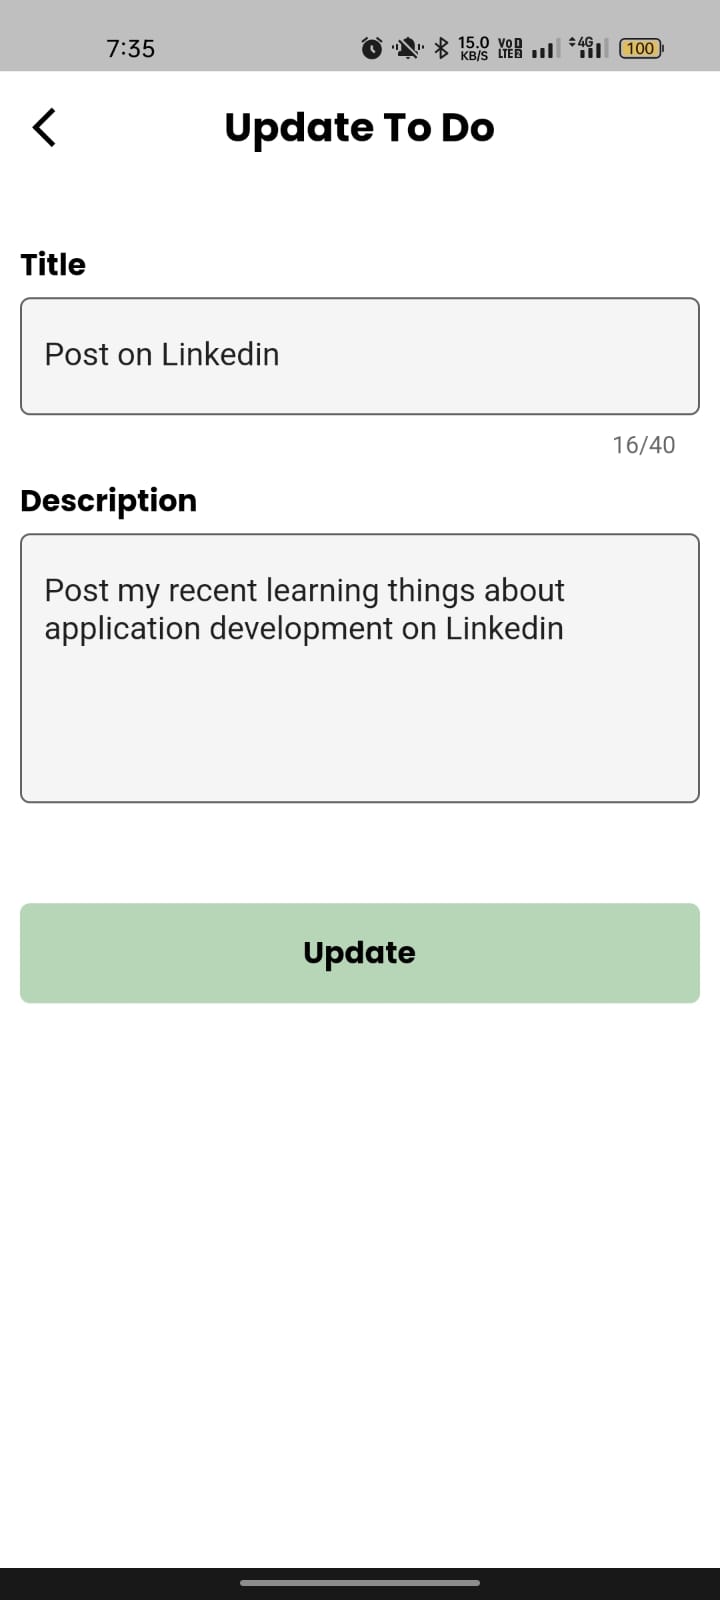 7:35
15.0
KB/S
Vo
LTE2
4G
100
Update To Do
Title
Post on Linkedin
16/40
Description
Post my recent learning things about
application development on Linkedin
Update